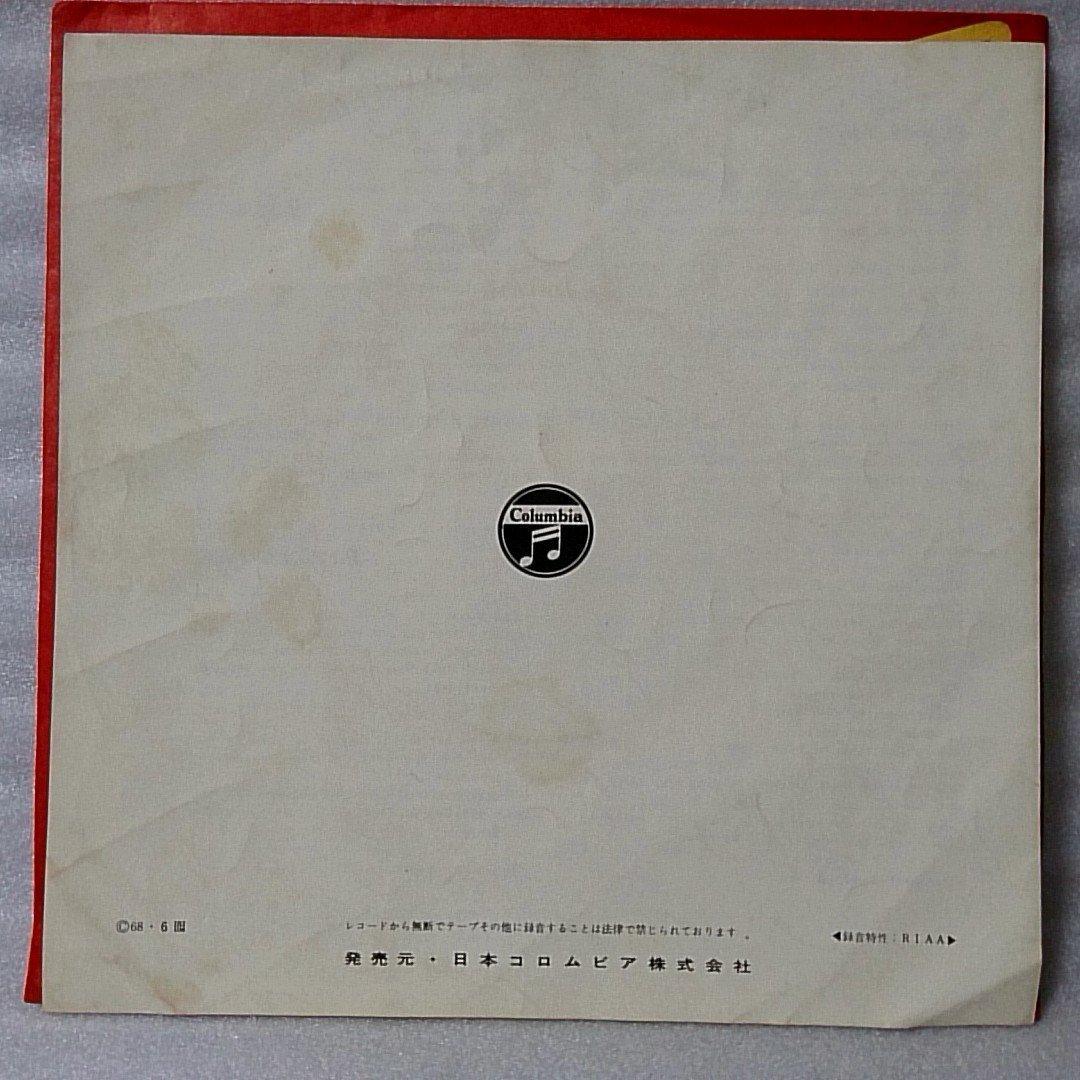 Columbia
Ⓒ68・6 ㊃
レコードから無断でテープその他に録音することは法律で禁じられております。
◀録音特性:RIAA▶
発売元・日本コロムビア株式会社